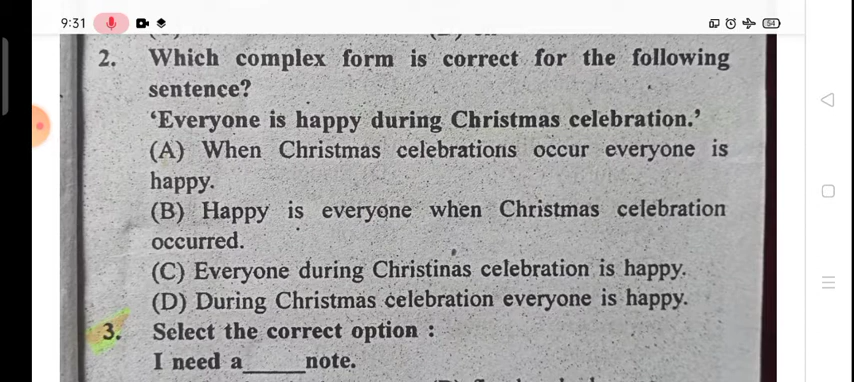 9:31
54
2. Which complex form is correct for the following
sentence?
‘Everyone is happy during Christmas celebration.’
(A) When Christmas celebrations occur everyone is
happy.
(B) Happy is everyone when Christmas celebration
occurred.
(C) Everyone during Christinas celebration is happy.
(D) During Christmas celebration everyone is happy.
3. Select the correct option :
I need a_____note.